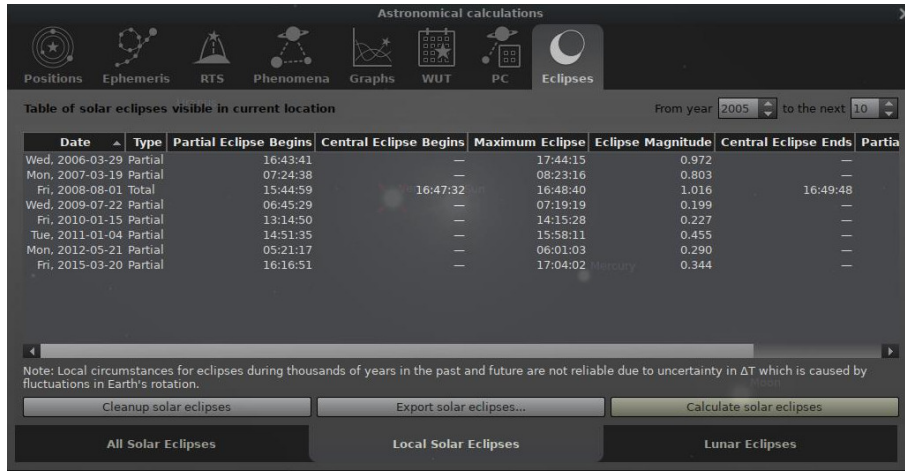 Astronomical calculations
Positions Ephemeris RTS Phenomena Graphs WUT PC Eclipses
Table of solar eclipses visible in current location From year 2005 to the next 10
Date Type Partial Eclipse Begins Central Eclipse Begins Maximum Eclipse Eclipse Magnitude Central Eclipse Ends Partia
Wed, 2006-03-29 Partial 16:43:41 — 17:44:15 0.972 —
Mon, 2007-03-19 Partial 07:24:38 — 08:23:16 0.803 —
Fri, 2008-08-01 Total 15:44:59 16:47:32 16:48:40 1.016 16:49:48
Wed, 2009-07-22 Partial 06:45:29 — 07:19:19 0.199 —
Fri, 2010-01-15 Partial 13:14:50 — 14:15:28 0.227 —
Tue, 2011-01-04 Partial 14:51:35 — 15:58:11 0.455 —
Mon, 2012-05-21 Partial 05:21:17 — 06:01:03 0.290 —
Fri, 2015-03-20 Partial 16:16:51 — 17:04:02 0.344 —
Mercury
Note: Local circumstances for eclipses during thousands of years in the past and future are not reliable due to uncertainty in ΔT which is caused by
fluctuations in Earth's rotation.
Moon
Cleanup solar eclipses Export solar eclipses... Calculate solar eclipses
All Solar Eclipses Local Solar Eclipses Lunar Eclipses